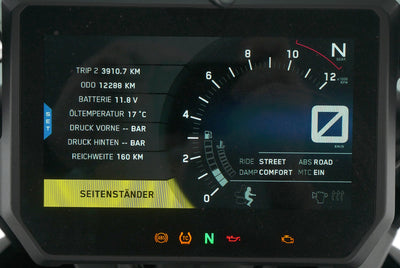 TRIP 2 3910.7 KM
ODO 12288 KM
BATTERIE 11.8 V
ÖLTEMPERATUR 17 °C
DRUCK VORNE -- BAR
DRUCK HINTEN -- BAR
REICHWEITE 160 KM
SET
SEITENSTÄNDER
0
2
4
6
8
10
12
N
RIDE STREET
ABS ROAD
DAMP COMFORT
MTC EIN
ABS
TC
N